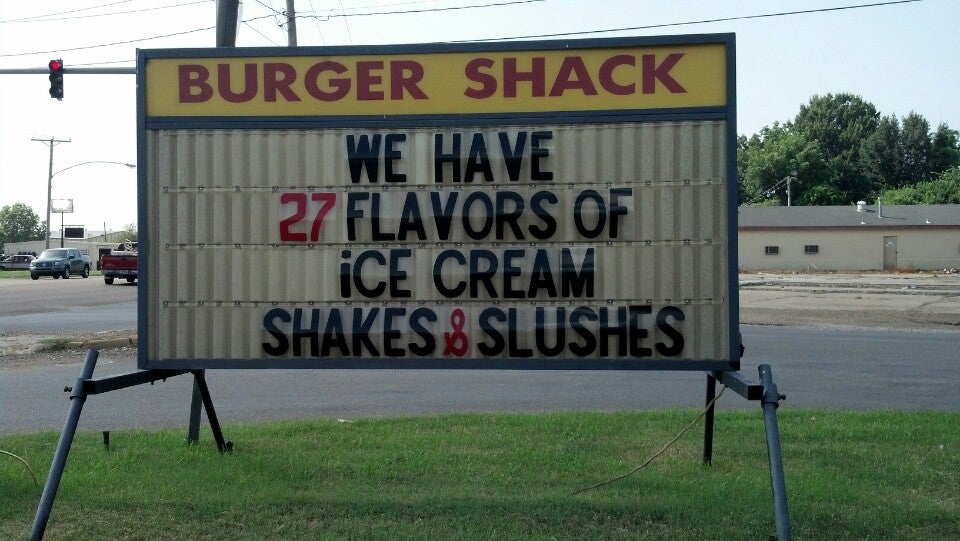 BURGER SHACK
WE HAVE
27 FLAVORS OF
iCE CREAM
SHAKES & SLUSHES